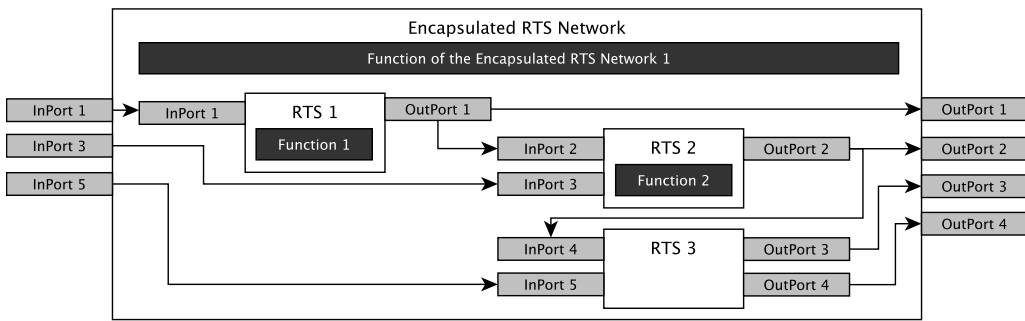 Encapsulated RTS Network
Function of the Encapsulated RTS Network 1
InPort 1
InPort 1
RTS 1
OutPort 1
OutPort 1
Function 1
InPort 3
InPort 2
RTS 2
OutPort 2
OutPort 2
InPort 5
InPort 3
Function 2
OutPort 3
OutPort 4
InPort 4
RTS 3
OutPort 3
InPort 5
OutPort 4